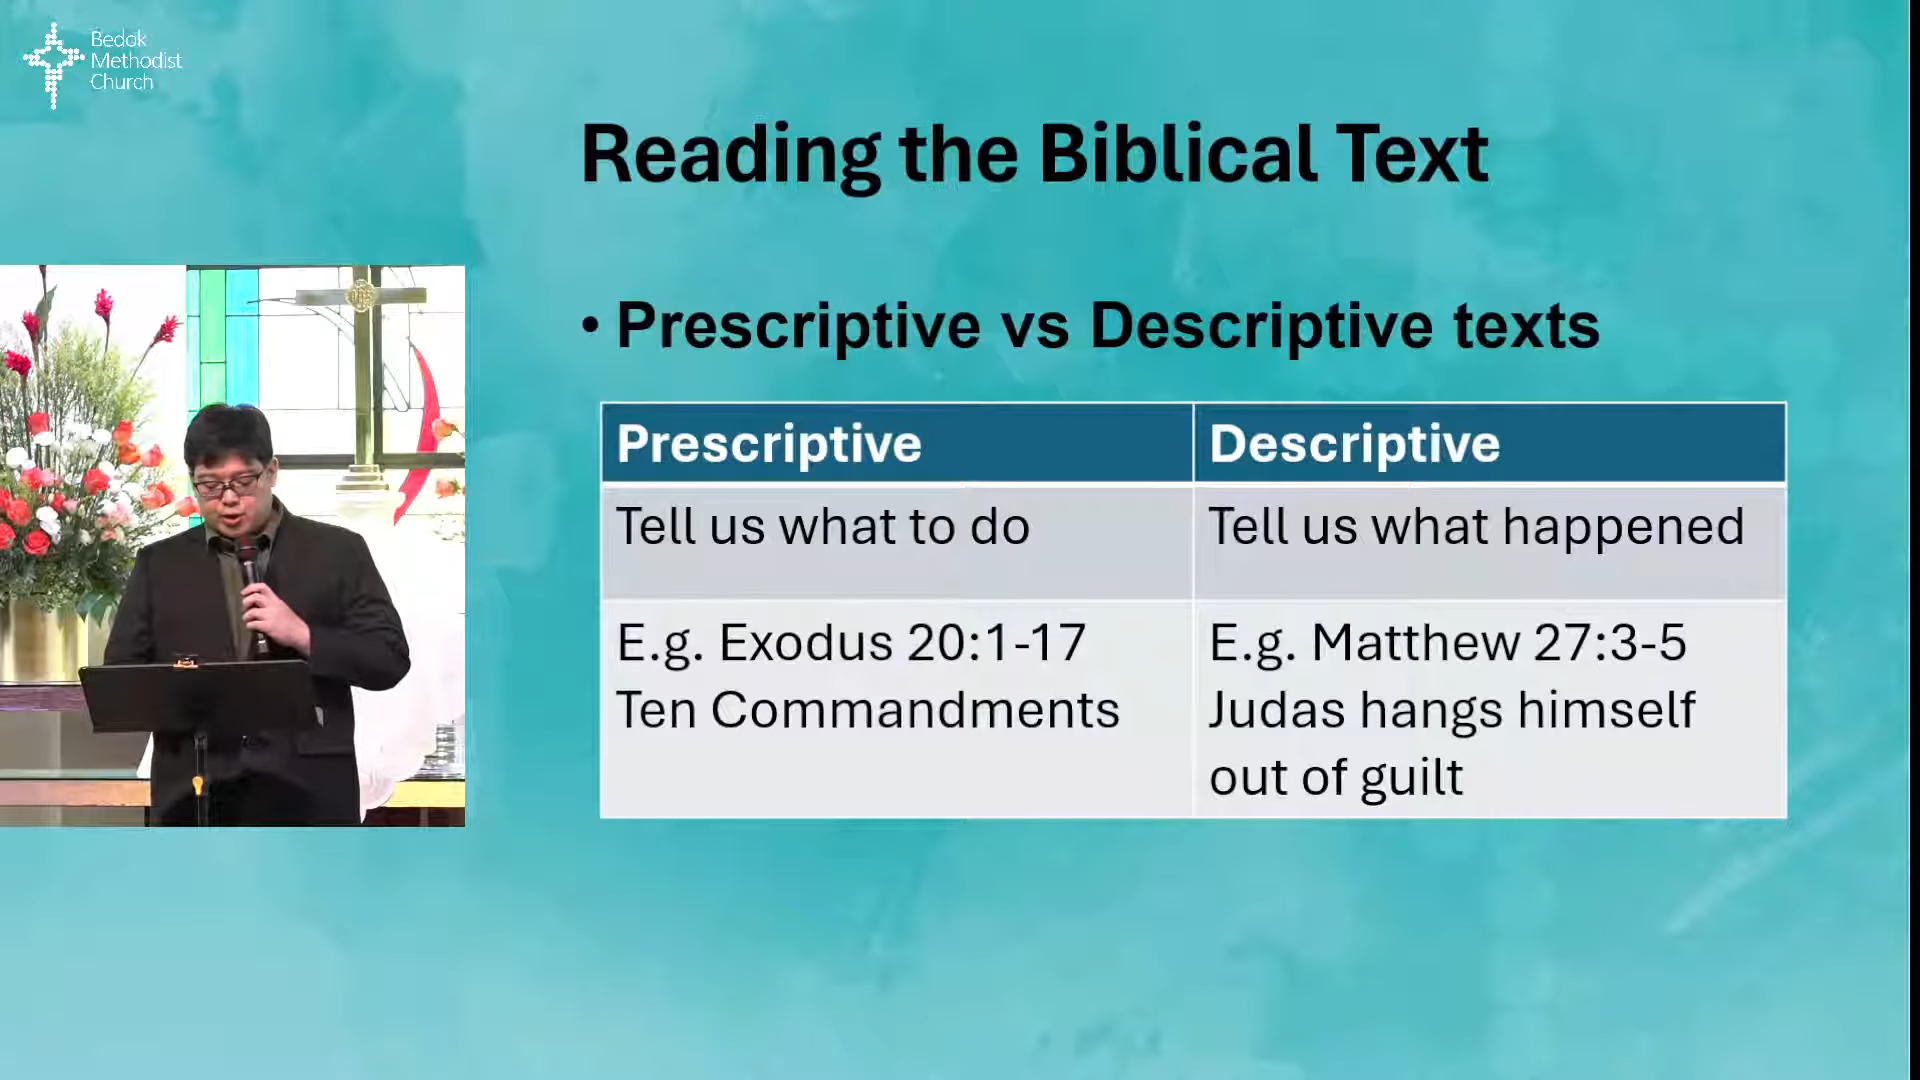 Bedok
Methodist
Church
Reading the Biblical Text
• Prescriptive vs Descriptive texts
Prescriptive
Descriptive
Tell us what to do
Tell us what happened
E.g. Exodus 20:1-17
Ten Commandments
E.g. Matthew 27:3-5
Judas hangs himself
out of guilt